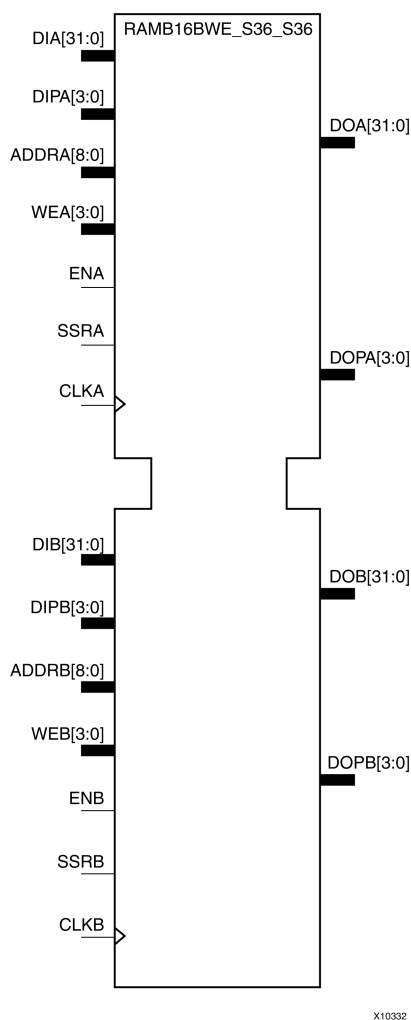 RAMB16BWE_S36_S36
DIA[31:0]
DIPA[3:0]
DOA[31:0]
ADDRA[8:0]
WEA[3:0]
ENA
SSRA
DOPA[3:0]
CLKA
DIB[31:0]
DOB[31:0]
DIPB[3:0]
ADDRB[8:0]
WEB[3:0]
DOPB[3:0]
ENB
SSRB
CLKB
X10332